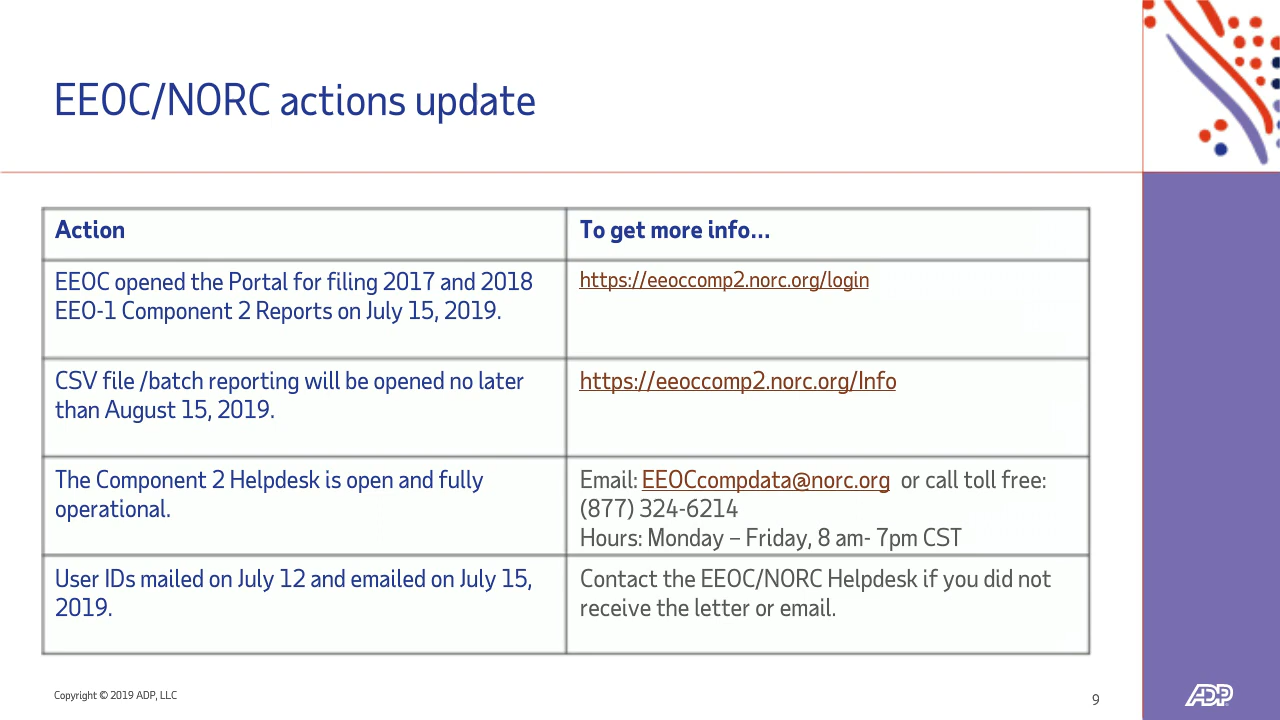 EEOC/NORC actions update
Action
To get more info...
EEOC opened the Portal for filing 2017 and 2018
EEO-1 Component 2 Reports on July 15, 2019.
https://eeoccomp2.norc.org/login
CSV file /batch reporting will be opened no later
than August 15, 2019.
https://eeoccomp2.norc.org/Info
The Component 2 Helpdesk is open and fully
operational.
Email: EEOCcompdata@norc.org or call toll free:
(877) 324-6214
Hours: Monday – Friday, 8 am- 7pm CST
User IDs mailed on July 12 and emailed on July 15,
2019.
Contact the EEOC/NORC Helpdesk if you did not
receive the letter or email.
Copyright © 2019 ADP, LLC
9
ADP